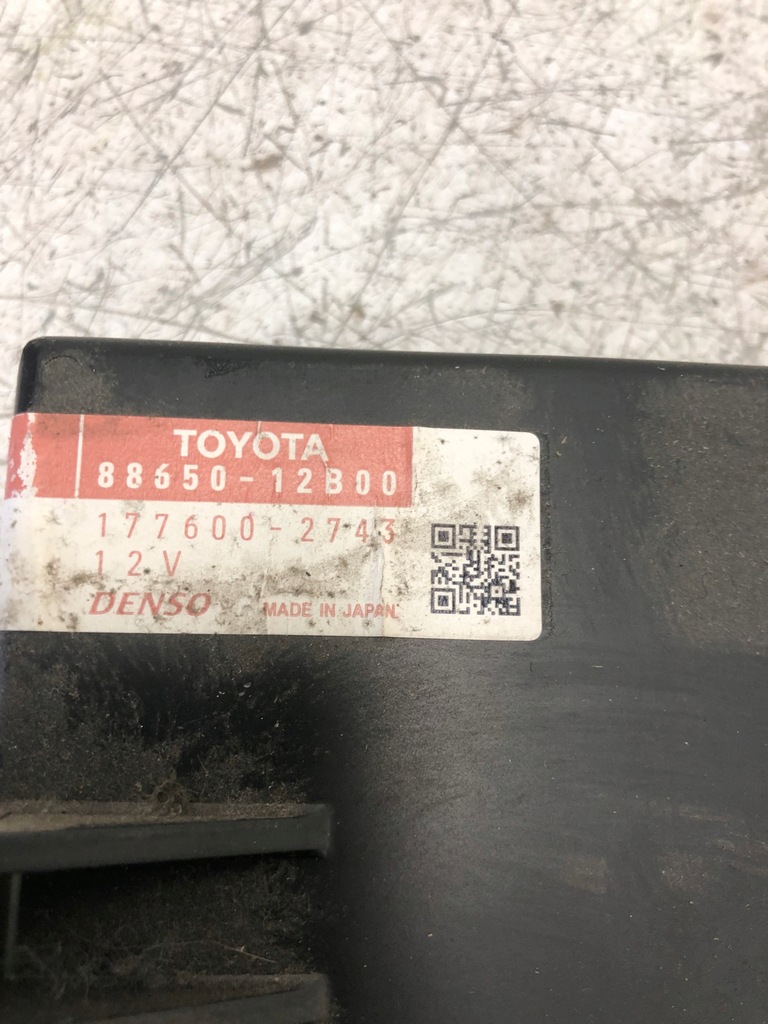 TOYOTA
88650-12B00
177600-2743
12V
DENSO MADE IN JAPAN